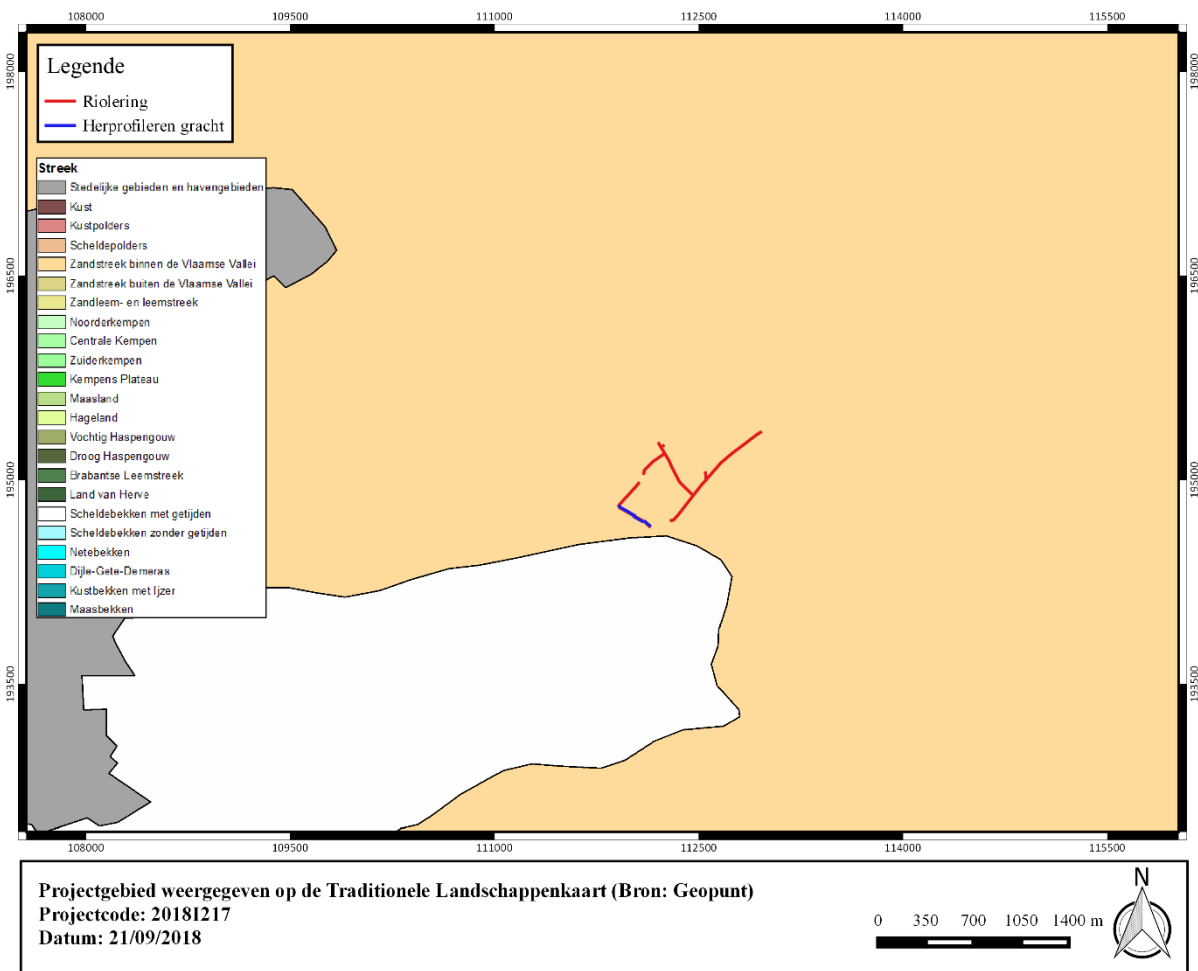 108000 109500 111000 112500 114000 115500
198000 198000
196500 196500
195000 195000
193500 193500
Legende
Riolering
Herprofileren gracht
Streek
Stedelijke gebieden en havengebieden
Kust
Kustpolders
Scheldepolders
Zandstreek binnen de Vlaamse Vallei
Zandstreek buiten de Vlaamse Vallei
Zandleem- en leemstreek
Noorderkempen
Centrale Kempen
Zuiderkempen
Kempens Plateau
Maasland
Hageland
Vochtig Haspengouw
Droog Haspengouw
Brabantse Leemstreek
Land van Herve
Scheldebekken met getijden
Scheldebekken zonder getijden
Netebekken
Dijle-Gete-Demeras
Kustbekken met Ijzer
Maasbekken
108000 109500 111000 112500 114000 115500
Projectgebied weergegeven op de Traditionele Landschappenkaart (Bron: Geopunt)
Projectcode: 2018I217
Datum: 21/09/2018
0 350 700 1050 1400 m
N